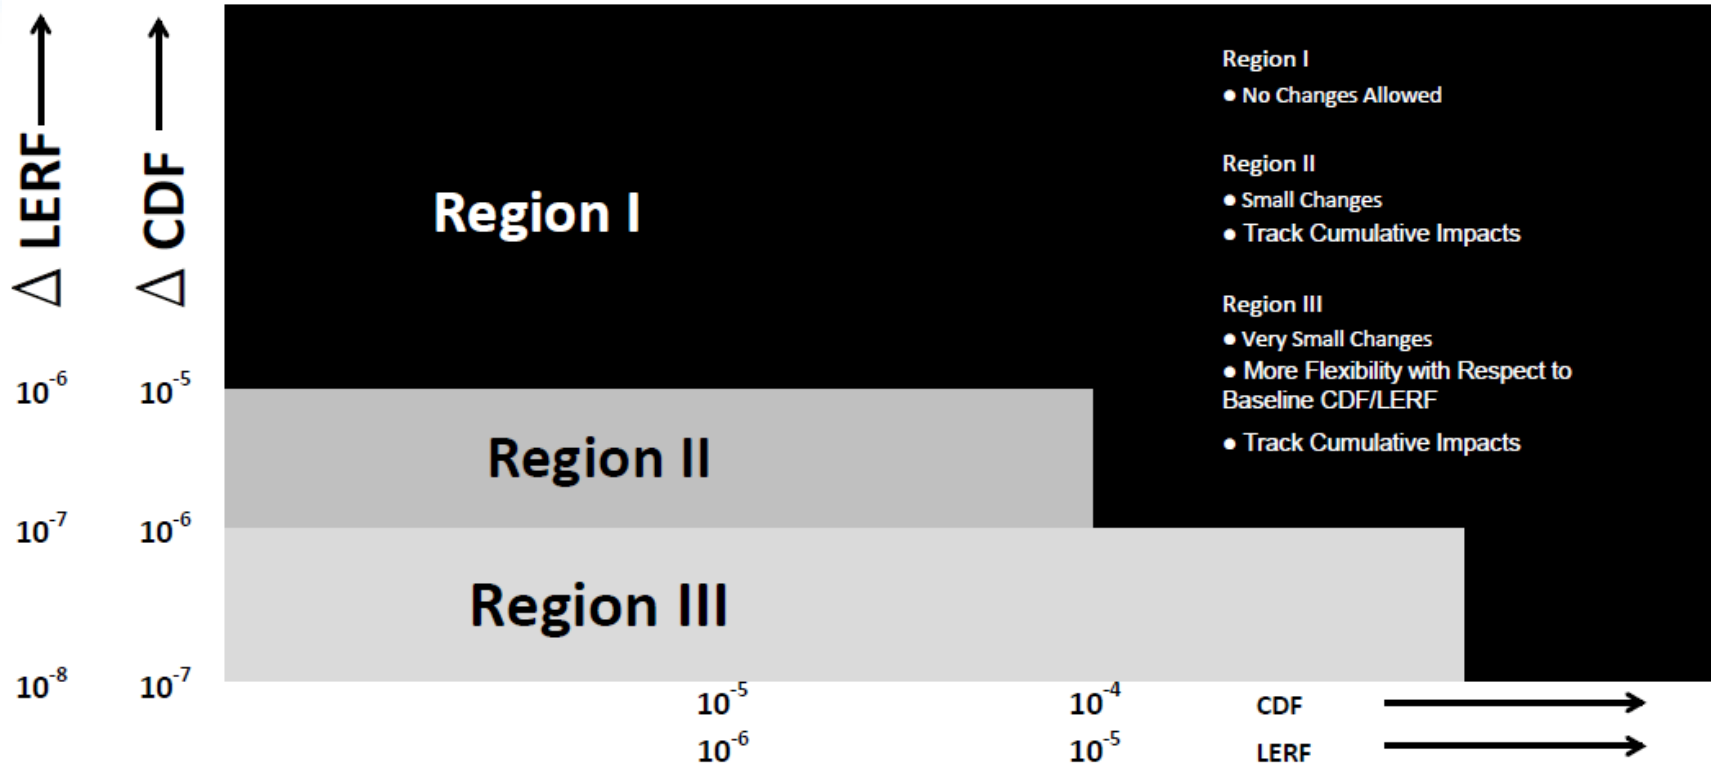 △ LERF
△ CDF
Region I
Region I
● No Changes Allowed
Region II
● Small Changes
● Track Cumulative Impacts
Region III
● Very Small Changes
● More Flexibility with Respect to
Baseline CDF/LERF
● Track Cumulative Impacts
10⁻⁶ 10⁻⁵
Region II
10⁻⁷ 10⁻⁶
Region III
10⁻⁸ 10⁻⁷
10⁻⁵ 10⁻⁴ CDF
10⁻⁶ 10⁻⁵ LERF